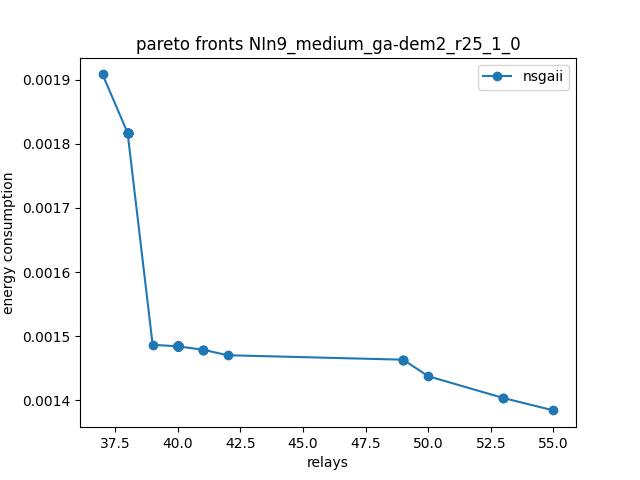 pareto fronts NIn9_medium_ga-dem2_r25_1_0
nsgaii
energy consumption
0.0019
0.0018
0.0017
0.0016
0.0015
0.0014
37.5 40.0 42.5 45.0 47.5 50.0 52.5 55.0
relays